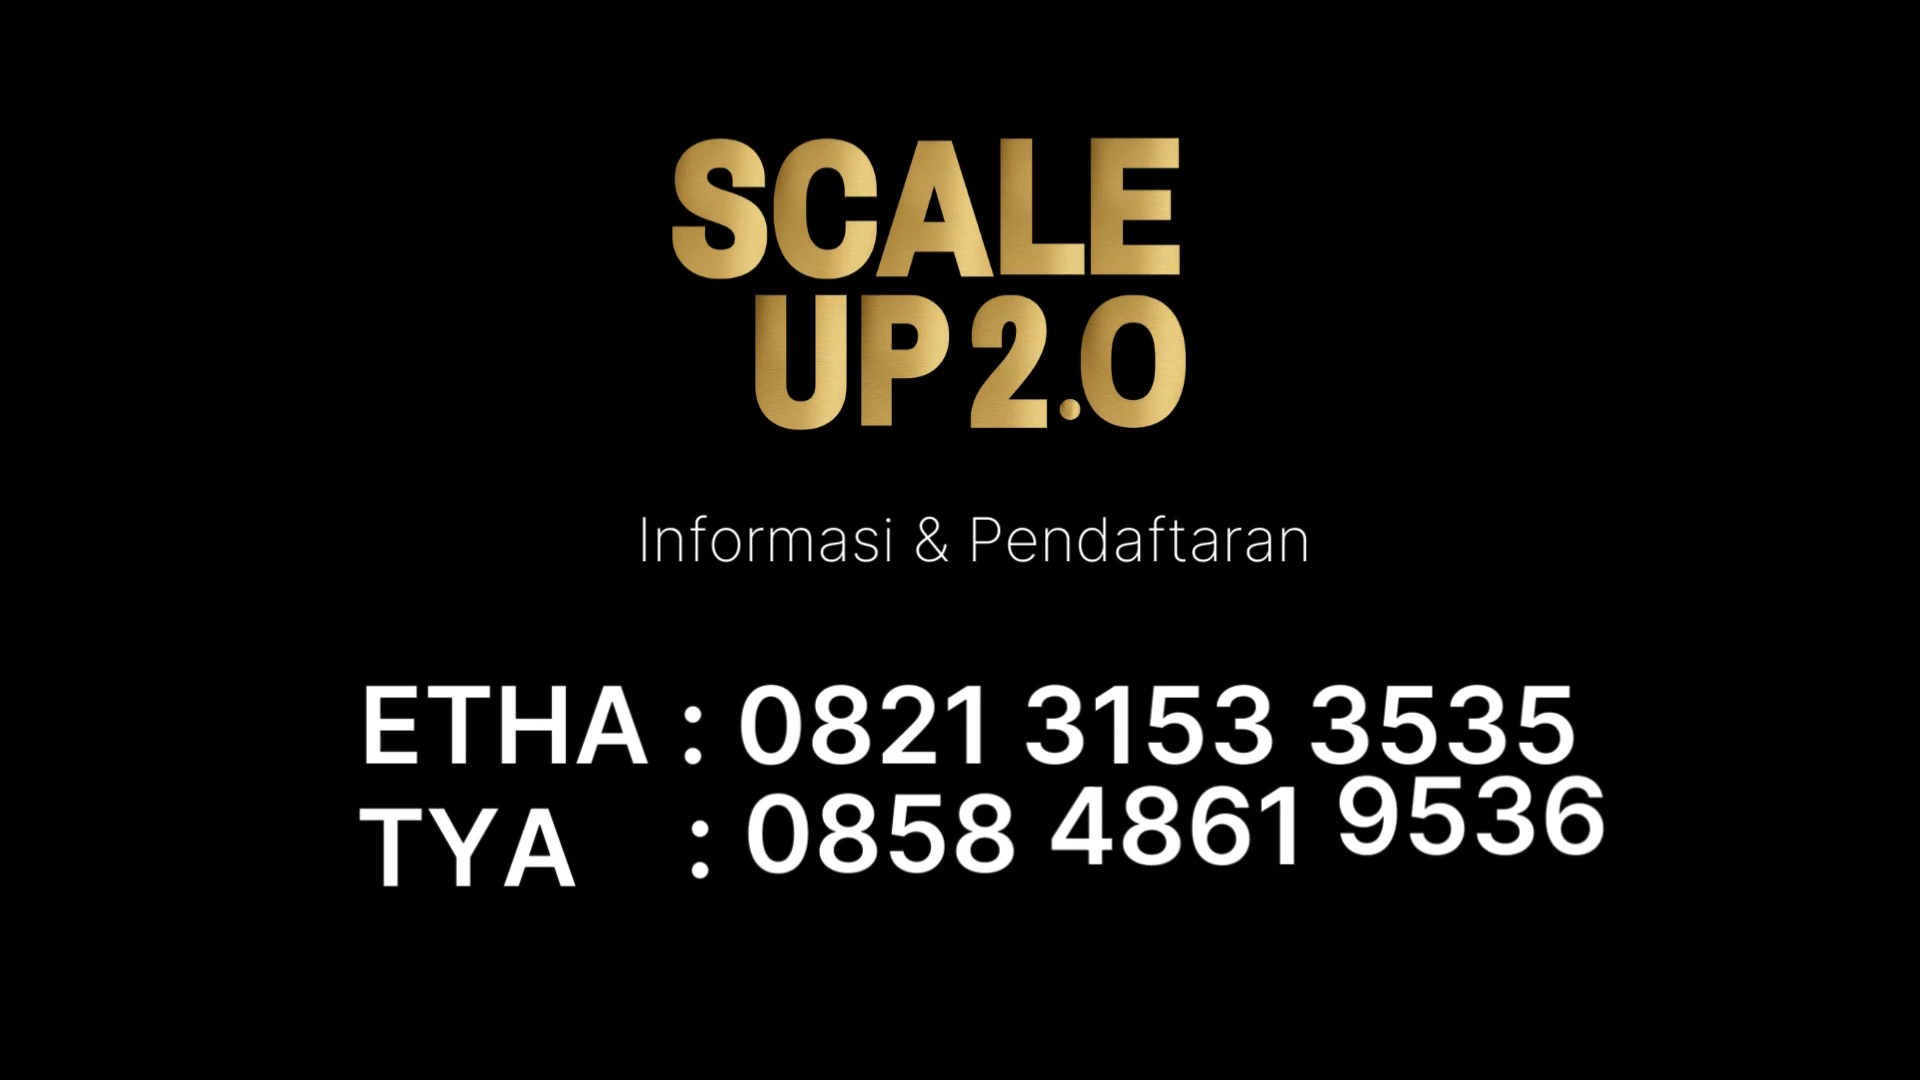 SCALE
UP 2.0
Informasi & Pendaftaran
ETHA : 0821 3153 3535
TYA : 0858 4861 9536